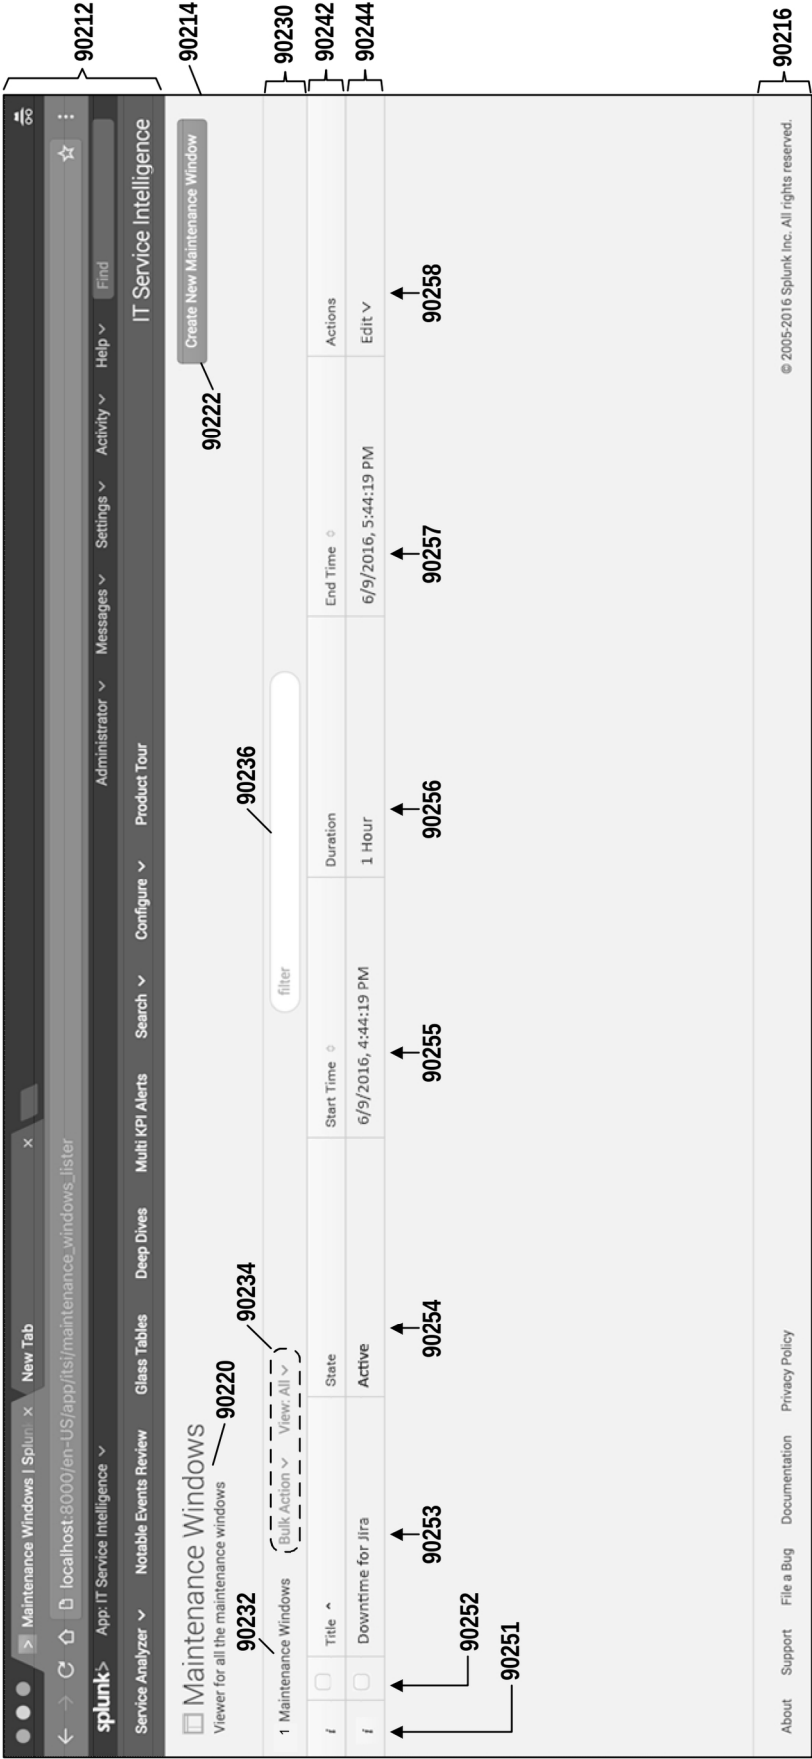 90212
Maintenance Windows | Splun × New Tab ×
localhost:8000/en-US/app/itsi/maintenance_windows_lister
splunk> App: IT Service Intelligence Administrator Messages Settings Activity Help Find
Service Analyzer Notable Events Review Glass Tables Deep Dives Multi KPI Alerts Search Configure Product Tour IT Service Intelligence
90214
Maintenance Windows Create New Maintenance Window
Viewer for all the maintenance windows
90220
90222
90232
90234
90236
90230
1 Maintenance Windows Bulk Action View: All filter
90242
i Title State Start Time Duration End Time Actions
90244
i Downtime for Jira Active 6/9/2016, 4:44:19 PM 1 Hour 6/9/2016, 5:44:19 PM Edit
90251
90252
90253
90254
90255
90256
90257
90258
90216
About Support File a Bug Documentation Privacy Policy © 2005-2016 Splunk Inc. All rights reserved.